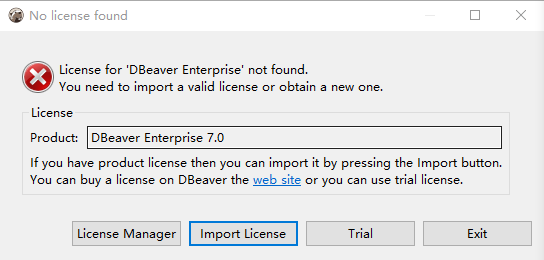 No license found
License for 'DBeaver Enterprise' not found.
You need to import a valid license or obtain a new one.
License
Product: DBeaver Enterprise 7.0
If you have product license then you can import it by pressing the Import button.
You can buy a license on DBeaver the web site or you can use trial license.
License Manager Import License Trial Exit